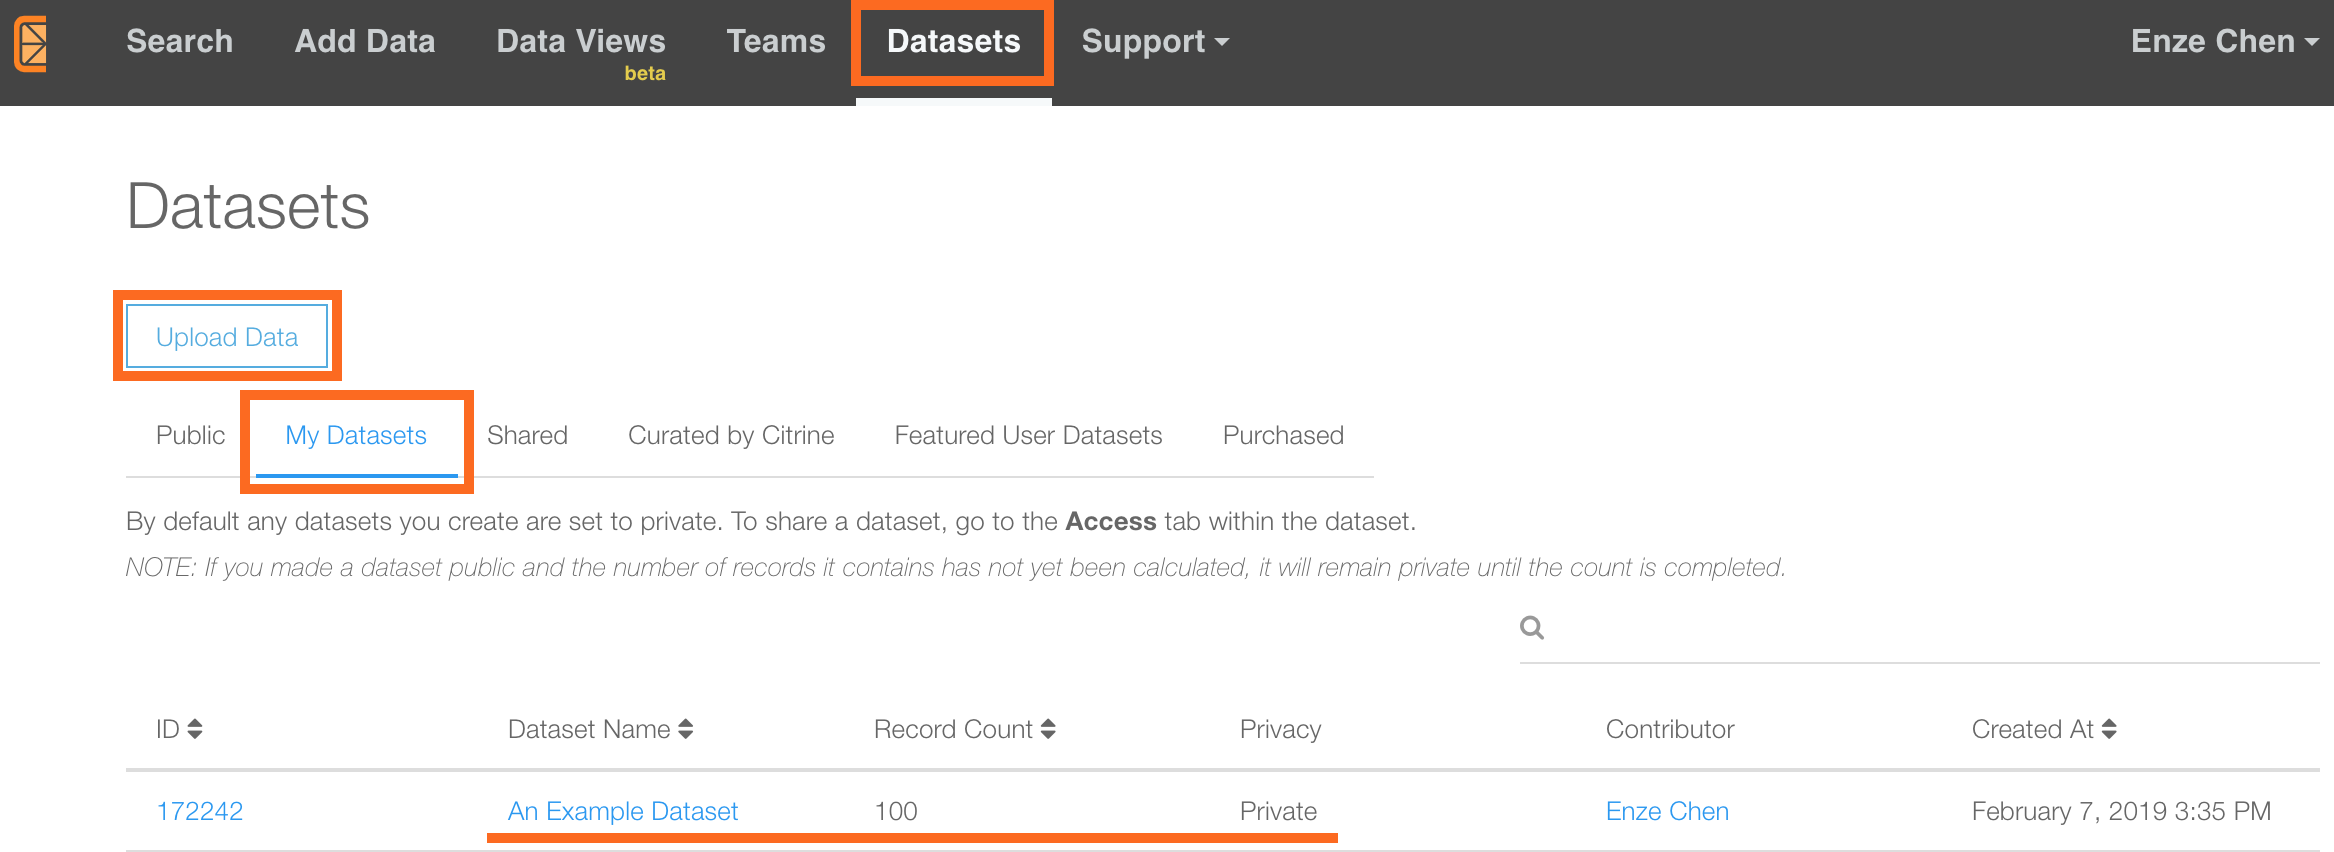 Search Add Data Data Views Teams Datasets Support Enze Chen
beta
Datasets
Upload Data
Public My Datasets Shared Curated by Citrine Featured User Datasets Purchased
By default any datasets you create are set to private. To share a dataset, go to the Access tab within the dataset.
NOTE: If you made a dataset public and the number of records it contains has not yet been calculated, it will remain private until the count is completed.
ID Dataset Name Record Count Privacy Contributor Created At
172242 An Example Dataset 100 Private Enze Chen February 7, 2019 3:35 PM